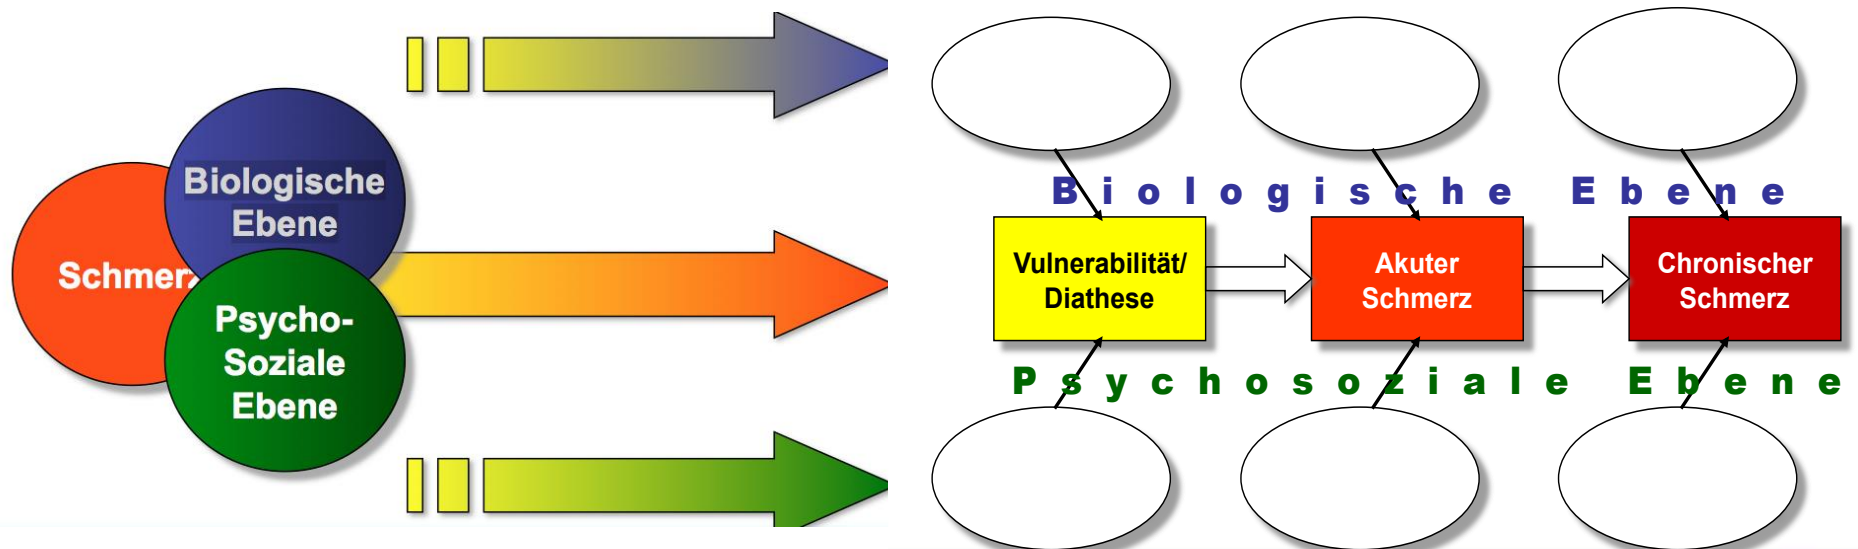 Schmerz
Biologische
Ebene
Psycho-
Soziale
Ebene
Biologische Ebene
Vulnerabilität/
Diathese
Akuter
Schmerz
Chronischer
Schmerz
Psychosoziale Ebene